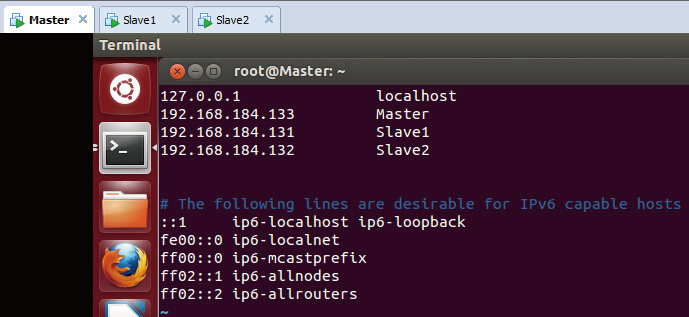 Master Slave1 Slave2
Terminal
root@Master: ~
127.0.0.1 localhost
192.168.184.133 Master
192.168.184.131 Slave1
192.168.184.132 Slave2
# The following lines are desirable for IPv6 capable hosts
::1 ip6-localhost ip6-loopback
fe00::0 ip6-localnet
ff00::0 ip6-mcastprefix
ff02::1 ip6-allnodes
ff02::2 ip6-allrouters
~